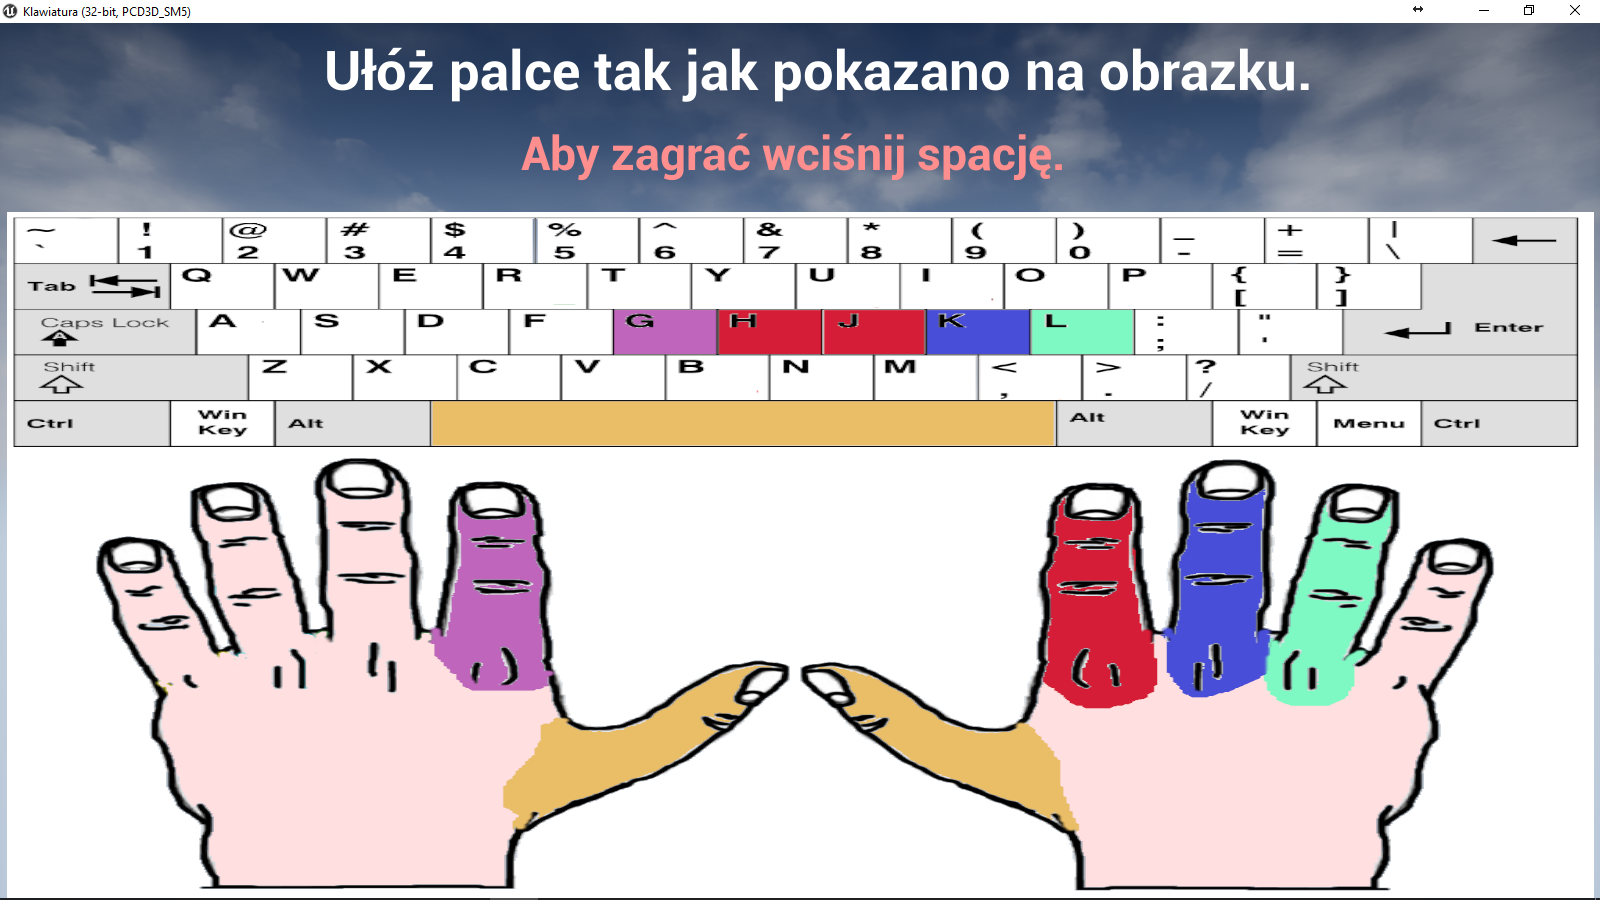 Klawiatura (32-bit, PCD3D_SM5)
Ułóż palce tak jak pokazano na obrazku.
Aby zagrać wciśnij spację.
~ ! @ # $ % ^ & * ( ) _ + |
` 1 2 3 4 5 6 7 8 9 0 - = \
Tab Q W E R T Y U I O P { }
[ ]
Caps Lock A S D F G H J K L : " Enter
A ; '
Shift Z X C V B N M < > ? Shift
, . /
Ctrl Win Key Alt Alt Win Key Menu Ctrl